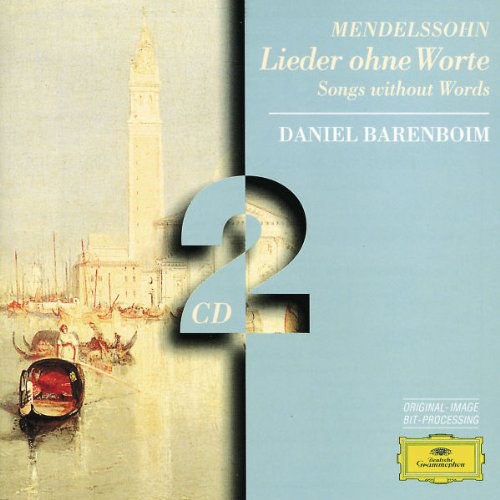 MENDELSSOHN
Lieder ohne Worte
Songs without Words
DANIEL BARENBOIM
2
CD
ORIGINAL-IMAGE
BIT-PROCESSING
Deutsche
Grammophon